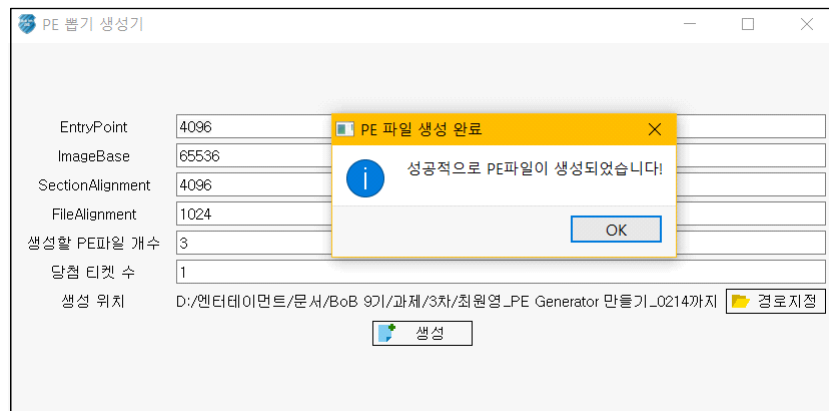 PE 뽑기 생성기
EntryPoint 4096
ImageBase 65536
SectionAlignment 4096
FileAlignment 1024
생성할 PE파일 개수 3
당첨 티켓 수 1
생성 위치 D:/엔터테이먼트/문서/BoB 9기/과제/3차/최원영_PE Generator 만들기_0214까지 경로지정
생성
PE 파일 생성 완료
성공적으로 PE파일이 생성되었습니다!
OK